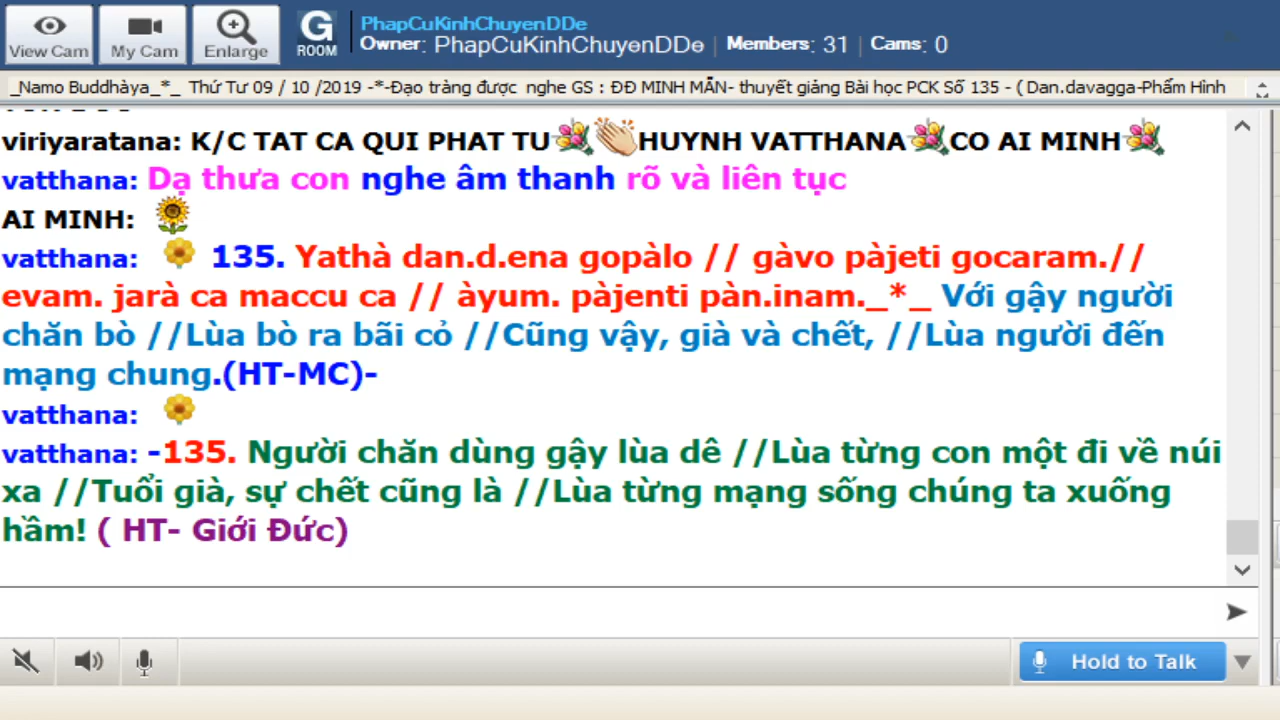 View Cam
My Cam
Enlarge
G ROOM
PhapCuKinhChuyenDDe
Owner: PhapCuKinhChuyenDDe | Members: 31 | Cams: 0
_Namo Buddhàya_*_ Thứ Tư 09 / 10 /2019 -*-Đạo tràng được nghe GS : ĐĐ MINH MẪN- thuyết giảng Bài học PCK Số 135 - ( Dan.davagga-Phẩm Hình
viriyaratana: K/C TAT CA QUI PHAT TU HUYNH VATTHANA CO AI MINH
vatthana: Dạ thưa con nghe âm thanh rõ và liên tục
AI MINH:
vatthana: 135. Yathà dan.d.ena gopàlo // gàvo pàjeti gocaram.//
evam. jarà ca maccu ca // àyum. pàjenti pàn.inam._*_ Với gậy người
chăn bò //Lùa bò ra bãi cỏ //Cũng vậy, già và chết, //Lùa người đến
mạng chung.(HT-MC)-
vatthana:
vatthana: -135. Người chăn dùng gậy lùa dê //Lùa từng con một đi về núi
xa //Tuổi già, sự chết cũng là //Lùa từng mạng sống chúng ta xuống
hầm! ( HT- Giới Đức)
Hold to Talk